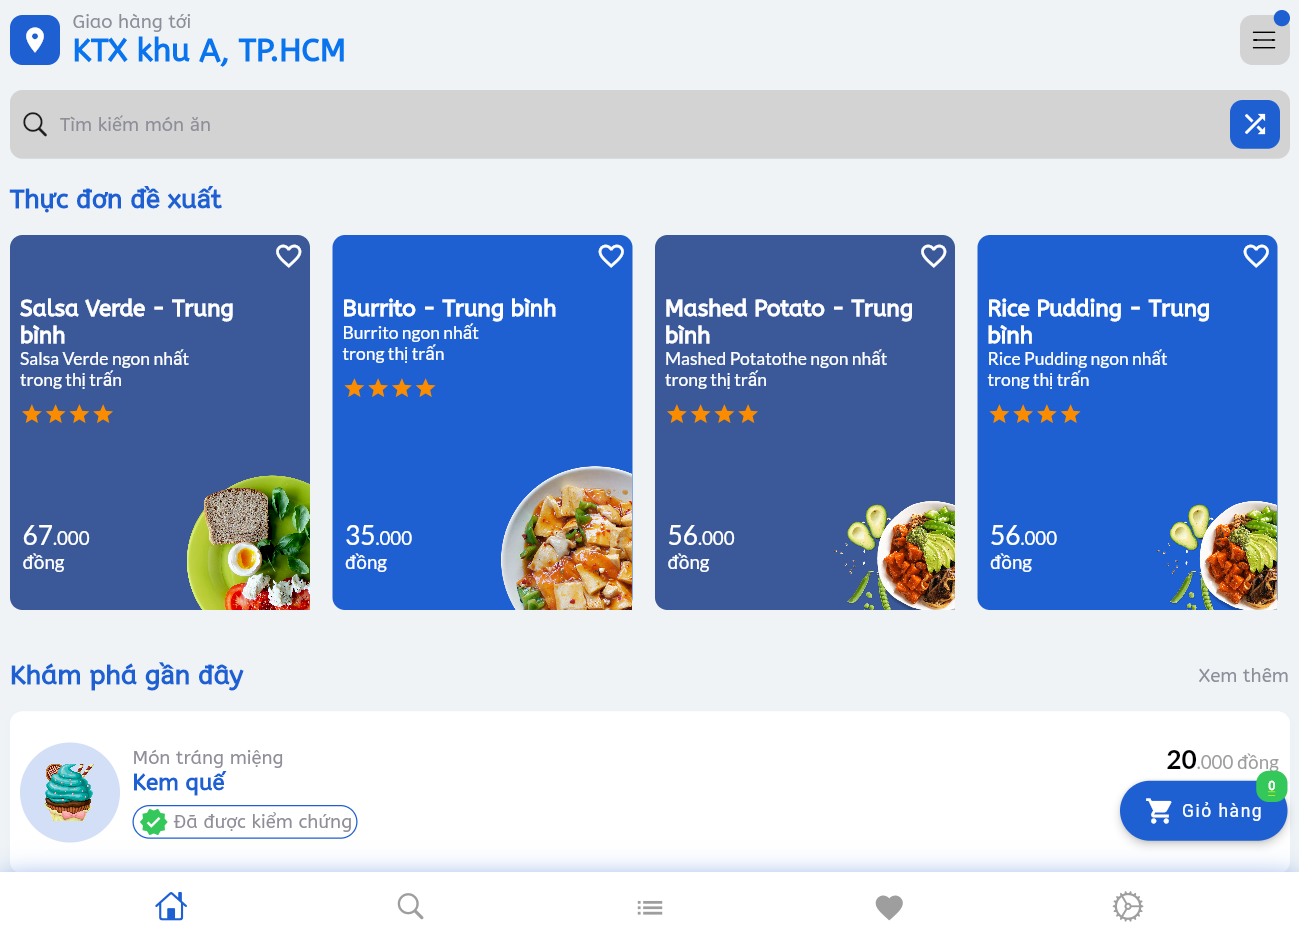 Giao hàng tới
KTX khu A, TP.HCM
Tìm kiếm món ăn
Thực đơn đề xuất
Salsa Verde - Trung
bình
Salsa Verde ngon nhất
trong thị trấn
67.000
đồng
Burrito - Trung bình
Burrito ngon nhất
trong thị trấn
35.000
đồng
Mashed Potato - Trung
bình
Mashed Potatothe ngon nhất
trong thị trấn
56.000
đồng
Rice Pudding - Trung
bình
Rice Pudding ngon nhất
trong thị trấn
56.000
đồng
Khám phá gần đây
Xem thêm
Món tráng miệng
Kem quế
Đã được kiểm chứng
20.000 đồng
0
Giỏ hàng